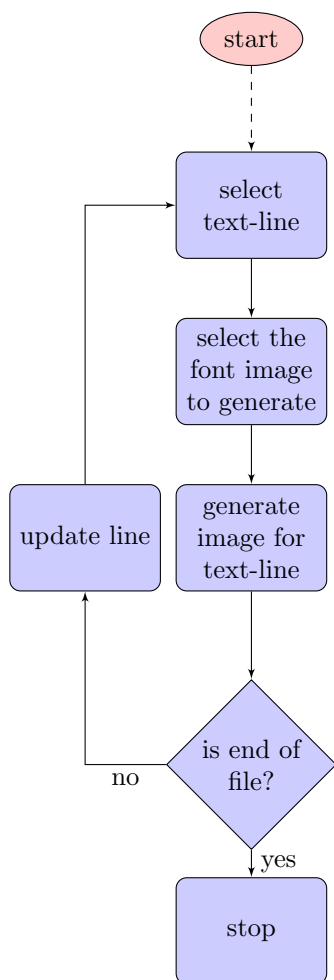 start
select
text-line
select the
font image
to generate
update line
generate
image for
text-line
is end of
file?
no
yes
stop